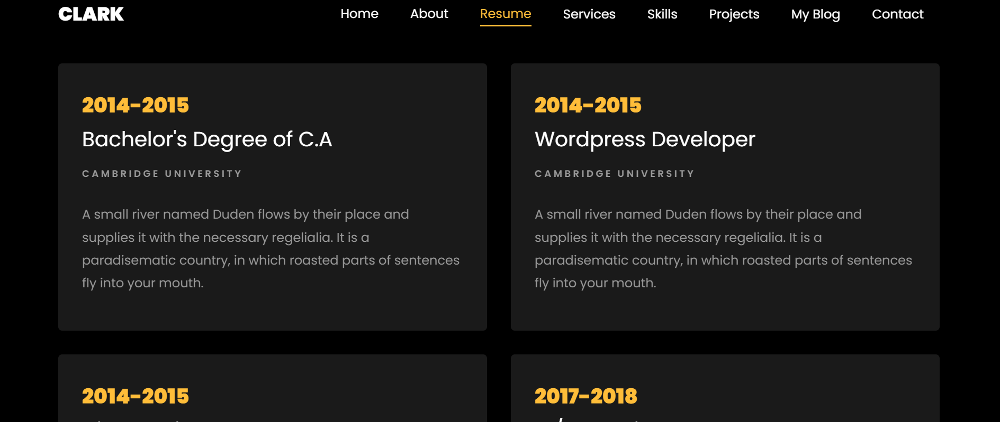 CLARK
Home About Resume Services Skills Projects My Blog Contact
2014-2015
Bachelor's Degree of C.A
CAMBRIDGE UNIVERSITY
A small river named Duden flows by their place and
supplies it with the necessary regelialia. It is a
paradisematic country, in which roasted parts of sentences
fly into your mouth.
2014-2015
Wordpress Developer
CAMBRIDGE UNIVERSITY
A small river named Duden flows by their place and
supplies it with the necessary regelialia. It is a
paradisematic country, in which roasted parts of sentences
fly into your mouth.
2014-2015
2017-2018